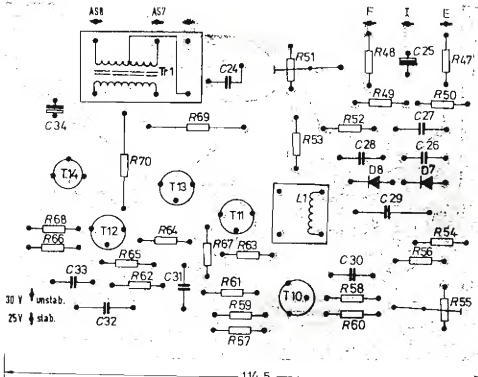 AS8 AS7 F I E
R51 R48 C25 R47
Tr1 C24
R49 R50
C34 R69 R52 C27
R53
R70 C28 C26
T14 T13 D8 D7
L1 C29
T11
R68 T12 R64 R54
R66 R67 R63 R56
R65
C33 R62 C31 C30
30 V unstab. R61 R58 R55
T10
25V stab. C32 R59 R60
R57
114,5